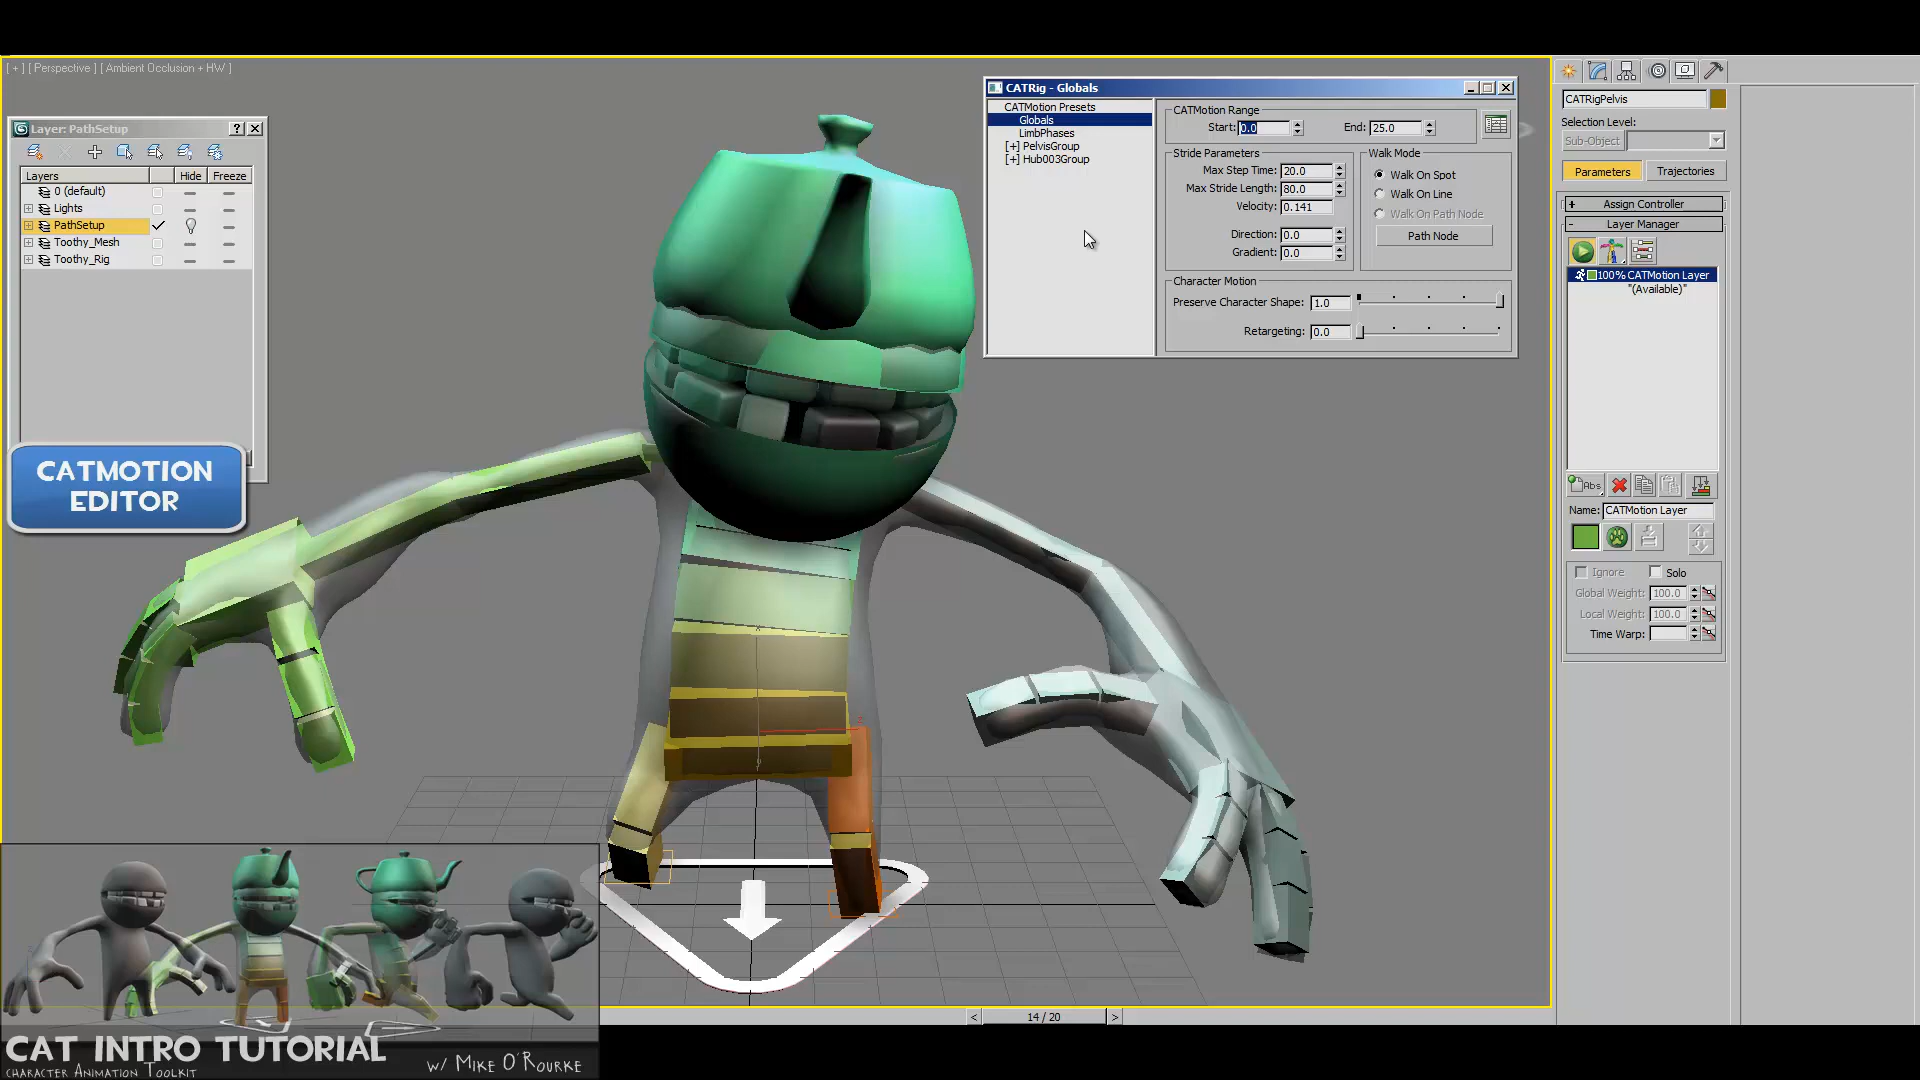 [ + ] [ Perspective ] [ Ambient Occlusion + HW ]
Layer: PathSetup
?
Layers
Hide
Freeze
0 (default)
Lights
PathSetup
Toothy_Mesh
Toothy_Rig
CATMOTION
EDITOR
CATRig - Globals
CATMotion Presets
Globals
LimbPhases
[+] PelvisGroup
[+] Hub003Group
CATMotion Range
Start: 0.0
End: 25.0
Stride Parameters
Max Step Time: 20.0
Max Stride Length: 80.0
Velocity: 0.141
Direction: 0.0
Gradient: 0.0
Walk Mode
Walk On Spot
Walk On Line
Walk On Path Node
Path Node
Character Motion
Preserve Character Shape: 1.0
Retargeting: 0.0
CATRigPelvis
Selection Level:
Sub-Object
Parameters
Trajectories
+ Assign Controller
- Layer Manager
100% CATMotion Layer
"(Available)"
Abs
Name: CATMotion Layer
Ignore
Solo
Global Weight: 100.0
Local Weight: 100.0
Time Warp:
< 14 / 20 >
CAT INTRO TUTORIAL
CHARACTER ANIMATION TOOLKIT
W/ MIKE O'ROURKE